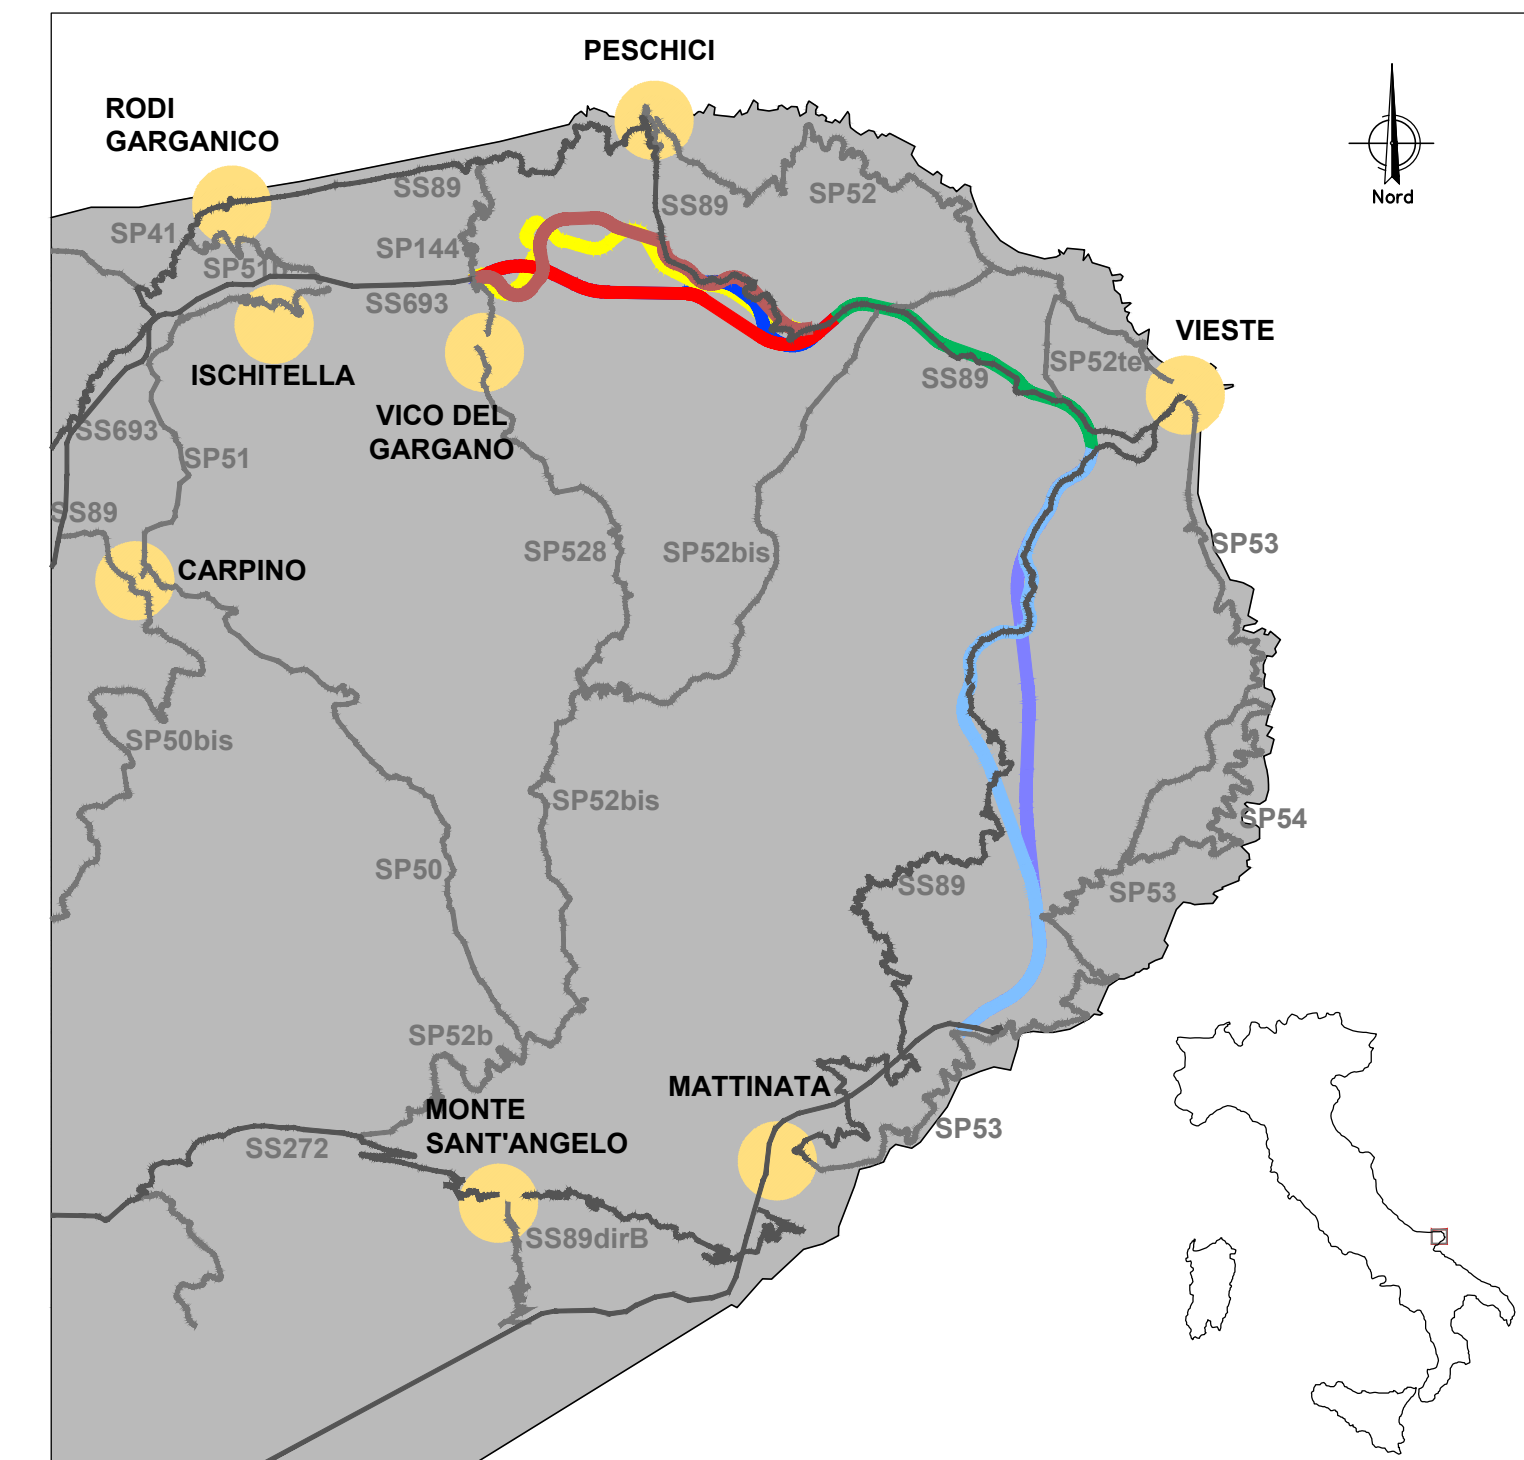 PESCHICI
RODI
GARGANICO
SS89
SS89
SP52
Nord
SP41
SP144
SP51
SS693
VIESTE
ISCHITELLA
SS89
SP52ter
VICO DEL
GARGANO
SS693
SP51
SS89
SP528
SP52bis
SP53
CARPINO
SP50bis
SP52bis
SP54
SP50
SS89
SP53
SP52b
MATTINATA
MONTE
SANT'ANGELO
SS272
SP53
SS89dirB